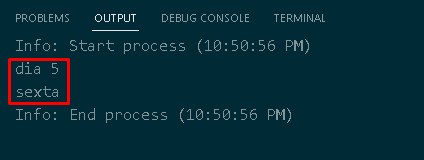 PROBLEMS OUTPUT DEBUG CONSOLE TERMINAL
Info: Start process (10:50:56 PM)
dia 5
sexta
Info: End process (10:50:56 PM)